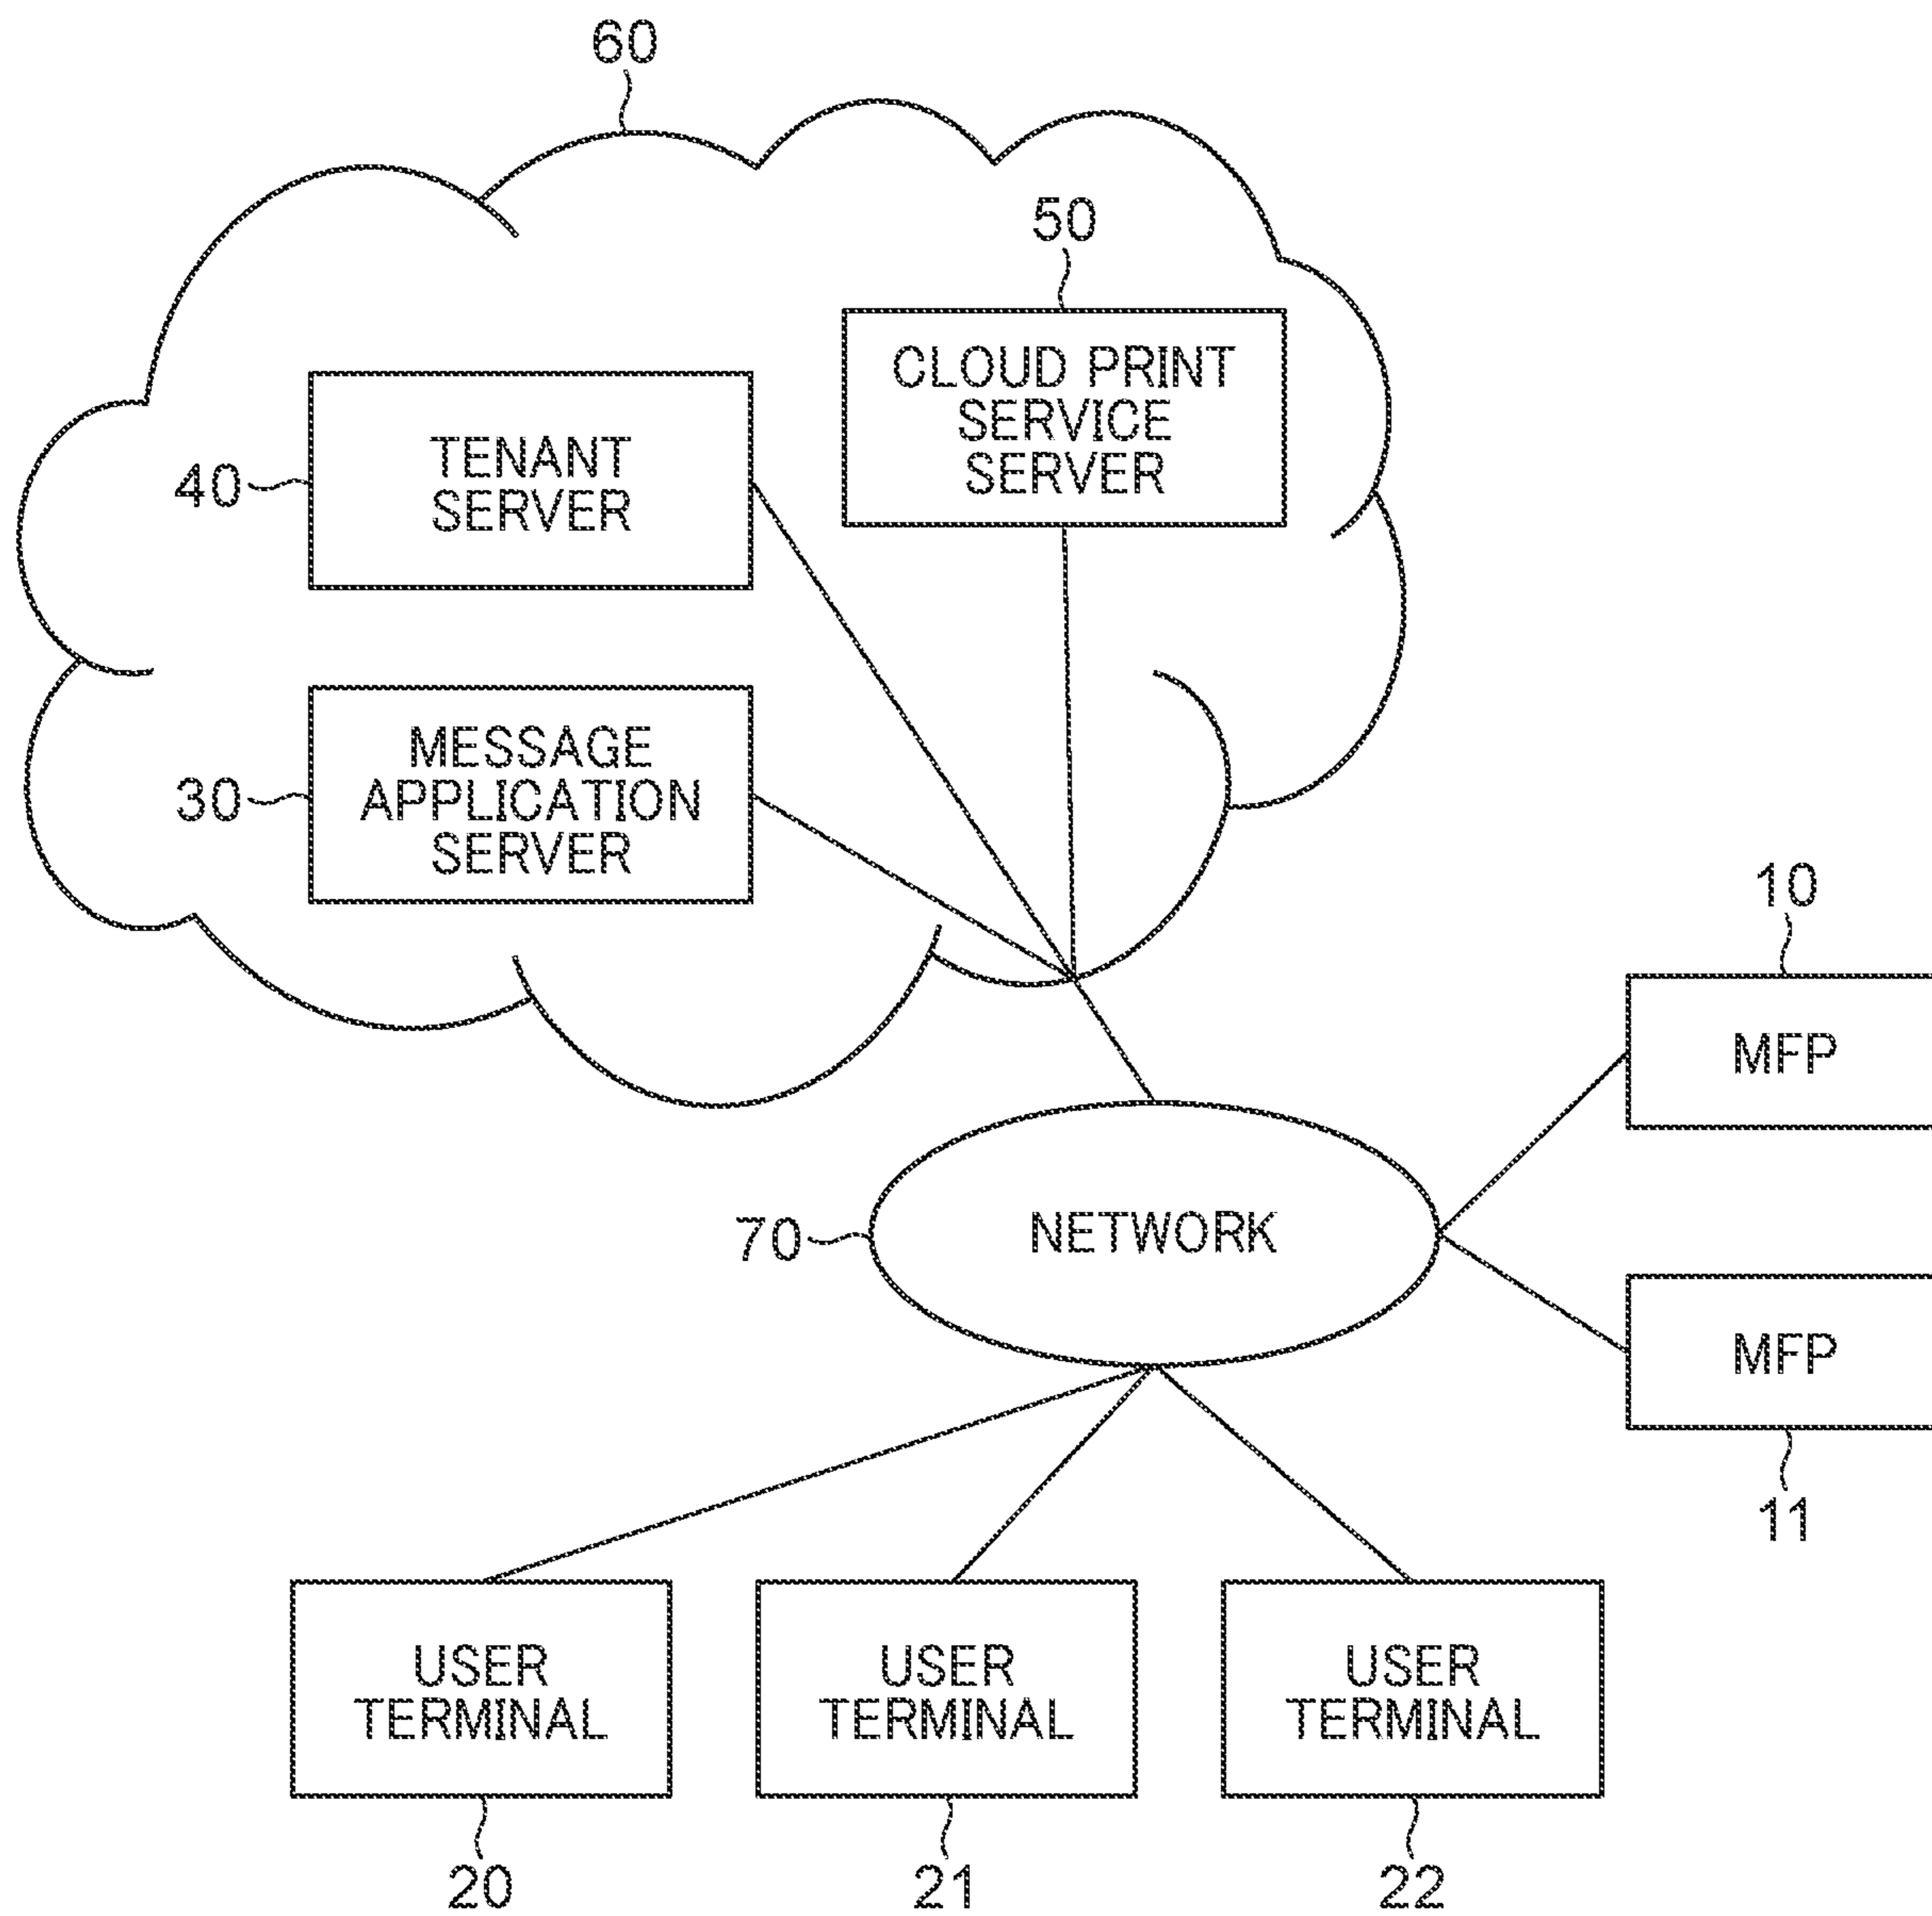 60
50
CLOUD PRINT
SERVICE
SERVER
40
TENANT
SERVER
30
MESSAGE
APPLICATION
SERVER
10
MFP
70
NETWORK
MFP
11
USER
TERMINAL
USER
TERMINAL
USER
TERMINAL
20
21
22